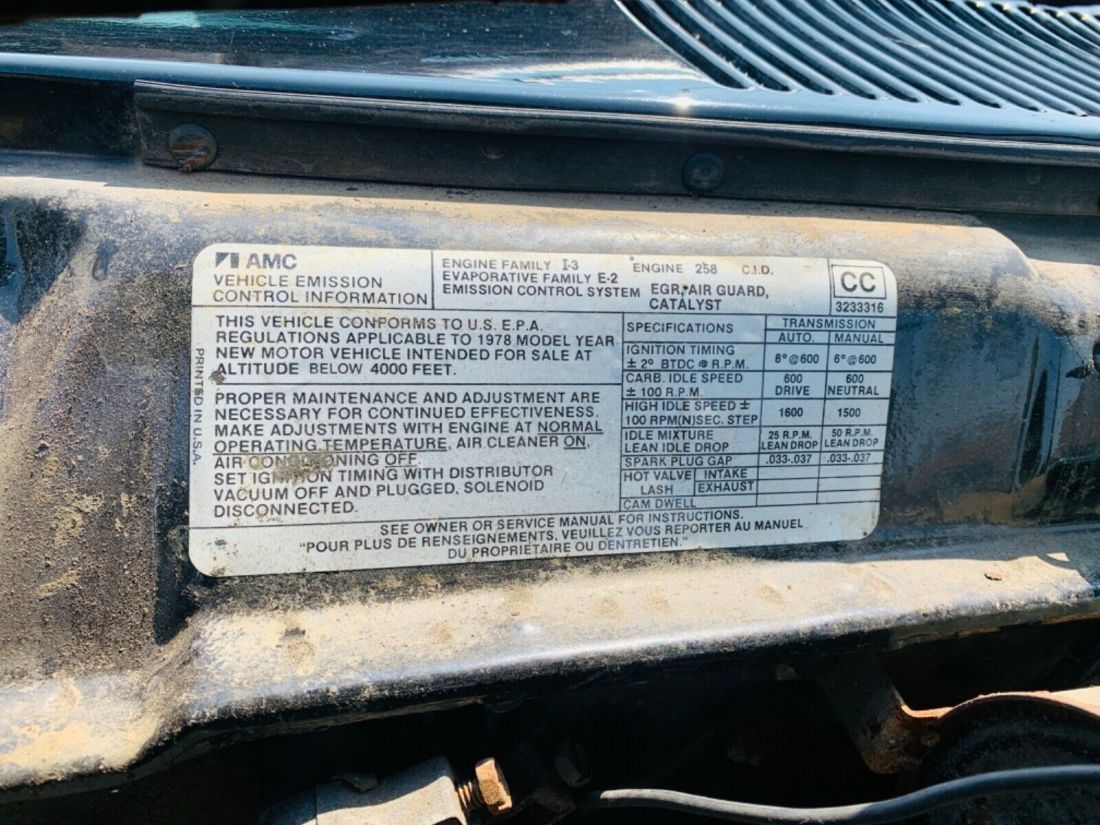 AMC
VEHICLE EMISSION
CONTROL INFORMATION
ENGINE FAMILY I-3 ENGINE 258 C.I.D.
EVAPORATIVE FAMILY E-2
EMISSION CONTROL SYSTEM EGR, AIR GUARD,
CATALYST
CC
3233316
THIS VEHICLE CONFORMS TO U.S. E.P.A.
REGULATIONS APPLICABLE TO 1978 MODEL YEAR
NEW MOTOR VEHICLE INTENDED FOR SALE AT
ALTITUDE BELOW 4000 FEET.
PROPER MAINTENANCE AND ADJUSTMENT ARE
NECESSARY FOR CONTINUED EFFECTIVENESS.
MAKE ADJUSTMENTS WITH ENGINE AT NORMAL
OPERATING TEMPERATURE, AIR CLEANER ON,
AIR CONDITIONING OFF.
SET IGNITION TIMING WITH DISTRIBUTOR
VACUUM OFF AND PLUGGED, SOLENOID
DISCONNECTED.
SPECIFICATIONS TRANSMISSION
AUTO. MANUAL
IGNITION TIMING
± 2° BTDC @ R.P.M. 8° @ 600 6° @ 600
CARB. IDLE SPEED 600 600
± 100 R.P.M. DRIVE NEUTRAL
HIGH IDLE SPEED ±
100 RPM(N)SEC. STEP 1600 1500
IDLE MIXTURE 25 R.P.M. 50 R.P.M.
LEAN IDLE DROP LEAN DROP LEAN DROP
SPARK PLUG GAP .033-.037 .033-.037
HOT VALVE INTAKE
LASH EXHAUST
CAM DWELL
SEE OWNER OR SERVICE MANUAL FOR INSTRUCTIONS.
"POUR PLUS DE RENSEIGNEMENTS, VEUILLEZ VOUS REPORTER AU MANUEL
DU PROPRIETAIRE OU DENTRETIEN."
PRINTED IN U.S.A.